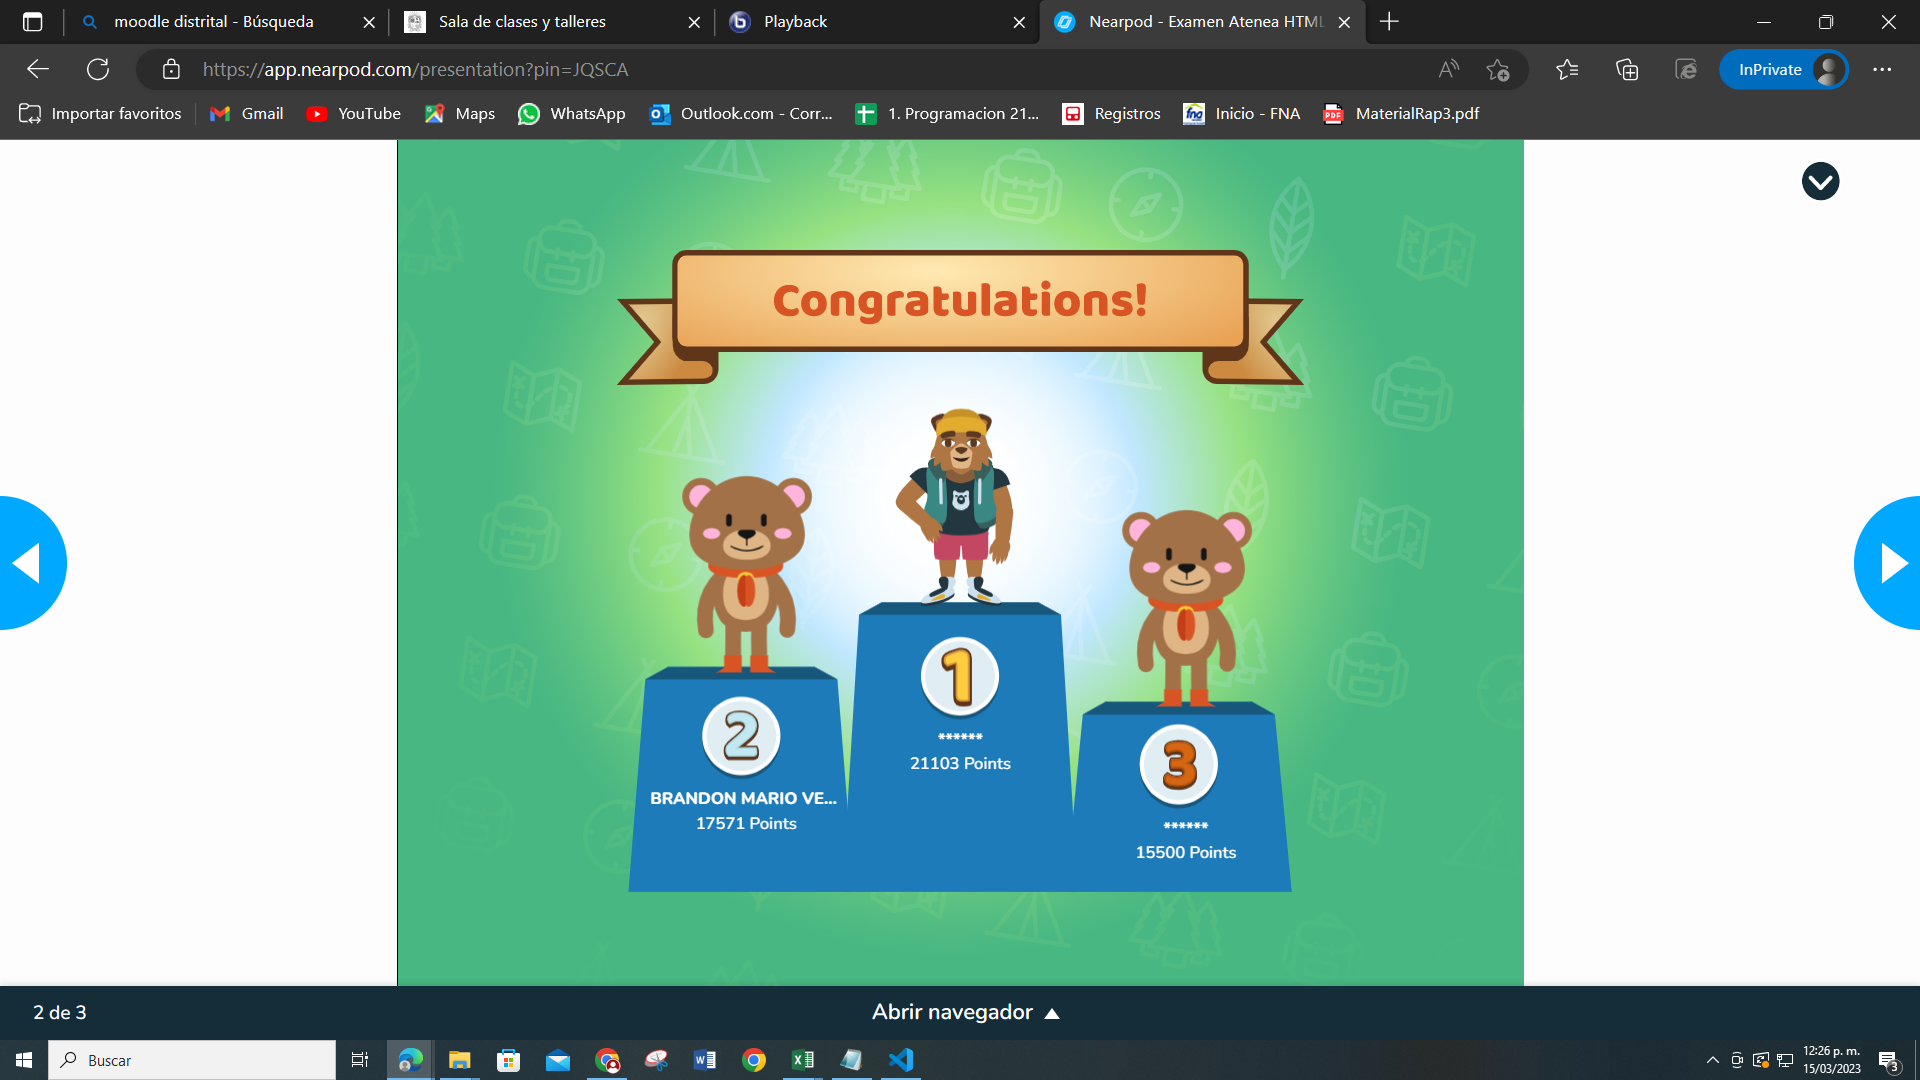 moodle distrital - Búsqueda
Sala de clases y talleres
Playback
Nearpod - Examen Atenea HTML
https://app.nearpod.com/presentation?pin=JQSCA
InPrivate
Importar favoritos
Gmail
YouTube
Maps
WhatsApp
Outlook.com - Corr...
1. Programacion 21...
Registros
Inicio - FNA
MaterialRap3.pdf
Congratulations!
1
******
21103 Points
2
BRANDON MARIO VE...
17571 Points
3
******
15500 Points
2 de 3
Abrir navegador
Buscar
12:26 p. m.
15/03/2023
3